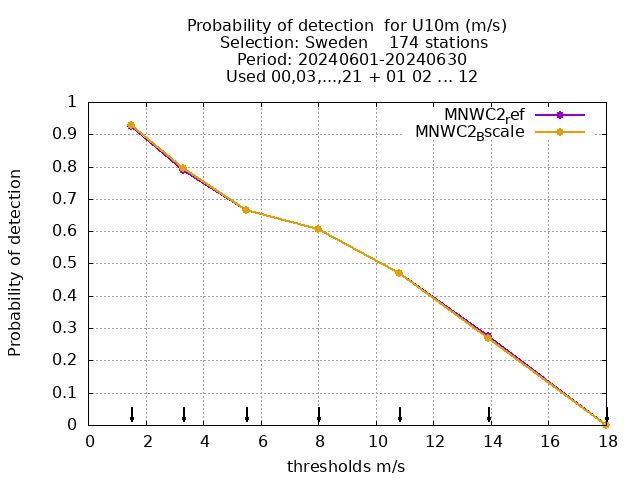 Probability of detection  for U10m (m/s)
Selection: Sweden    174 stations
Period: 20240601-20240630
Used 00,03,...,21 + 01 02 ... 12
MNWC2ref
MNWC2Bscale
1
0.9
0.8
0.7
0.6
0.5
0.4
0.3
0.2
0.1
0
Probability of detection
0 2 4 6 8 10 12 14 16 18
thresholds m/s